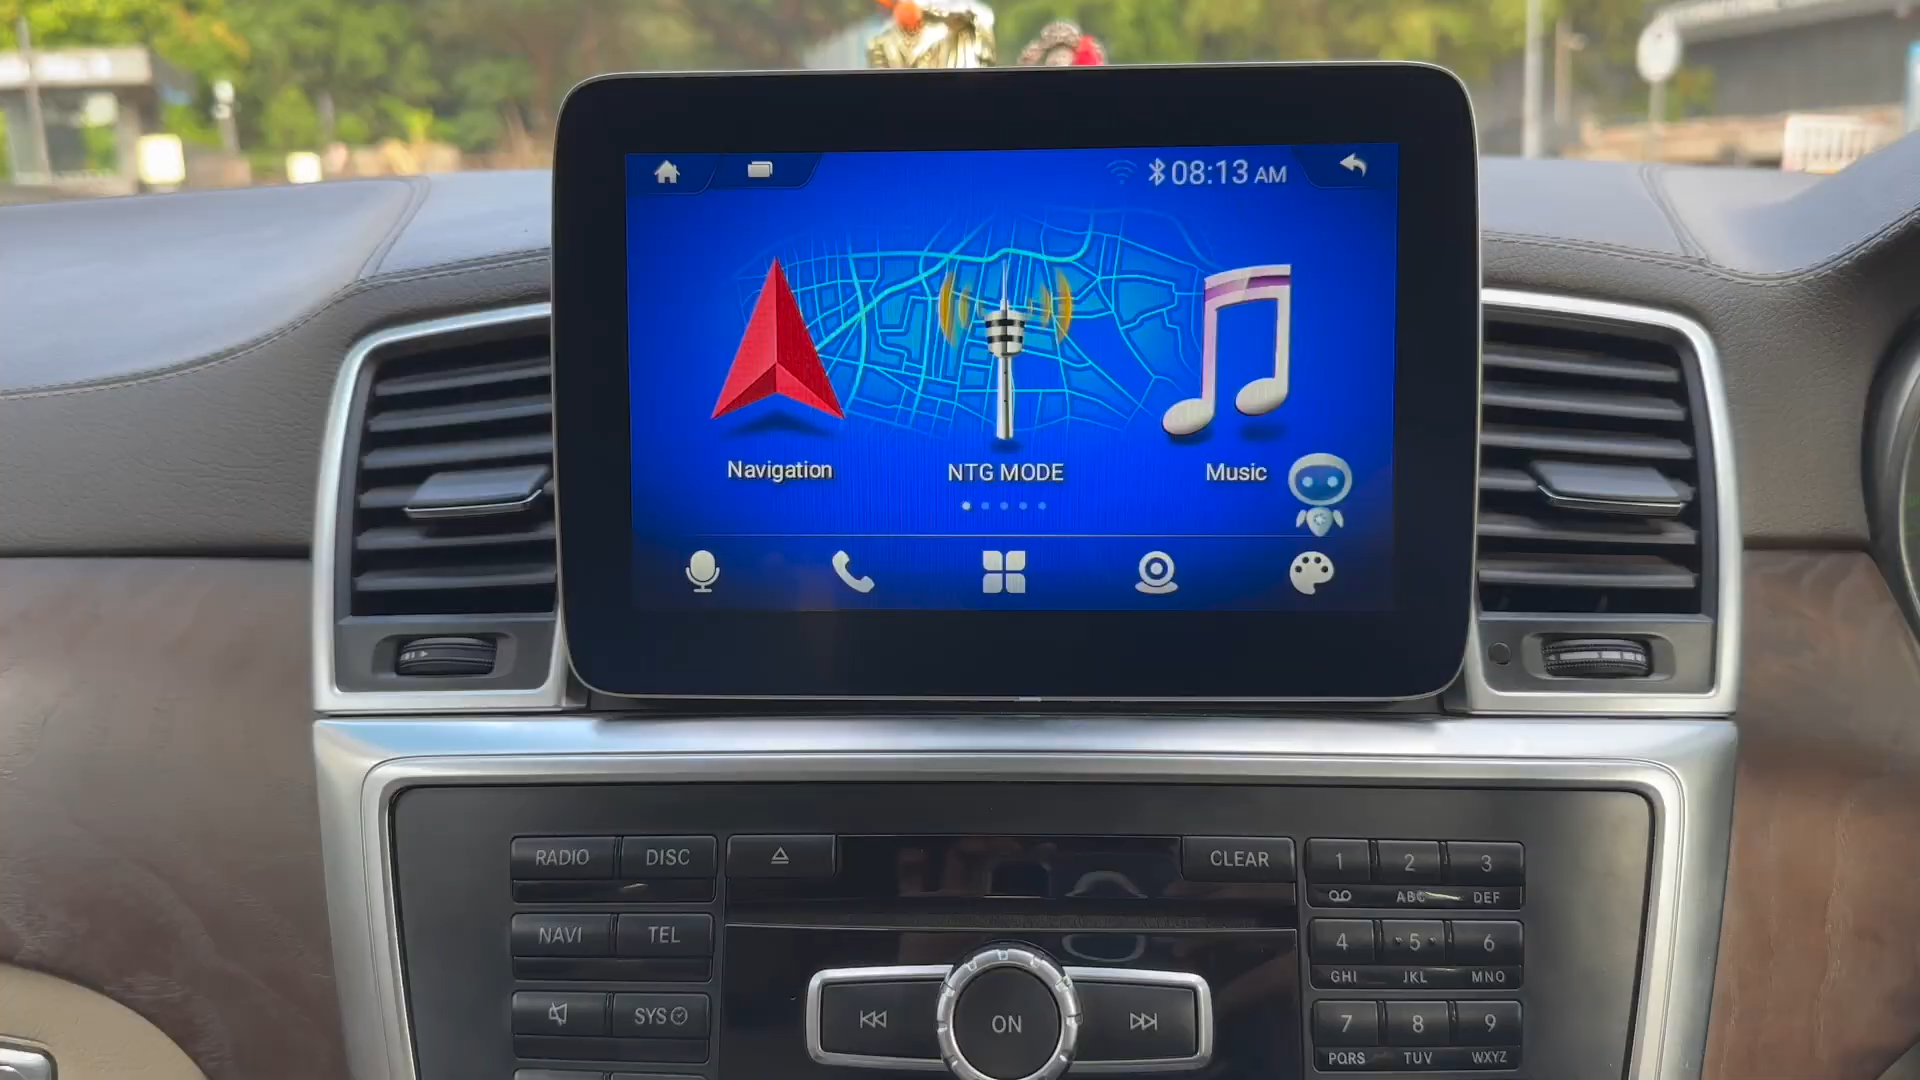 08:13 AM
Navigation
NTG MODE
Music
RADIO DISC
CLEAR
1 2 3
ABC DEF
NAVI TEL
4 5 6
GHI JKL MNO
SYS
ON
7 8 9
PQRS TUV WXYZ